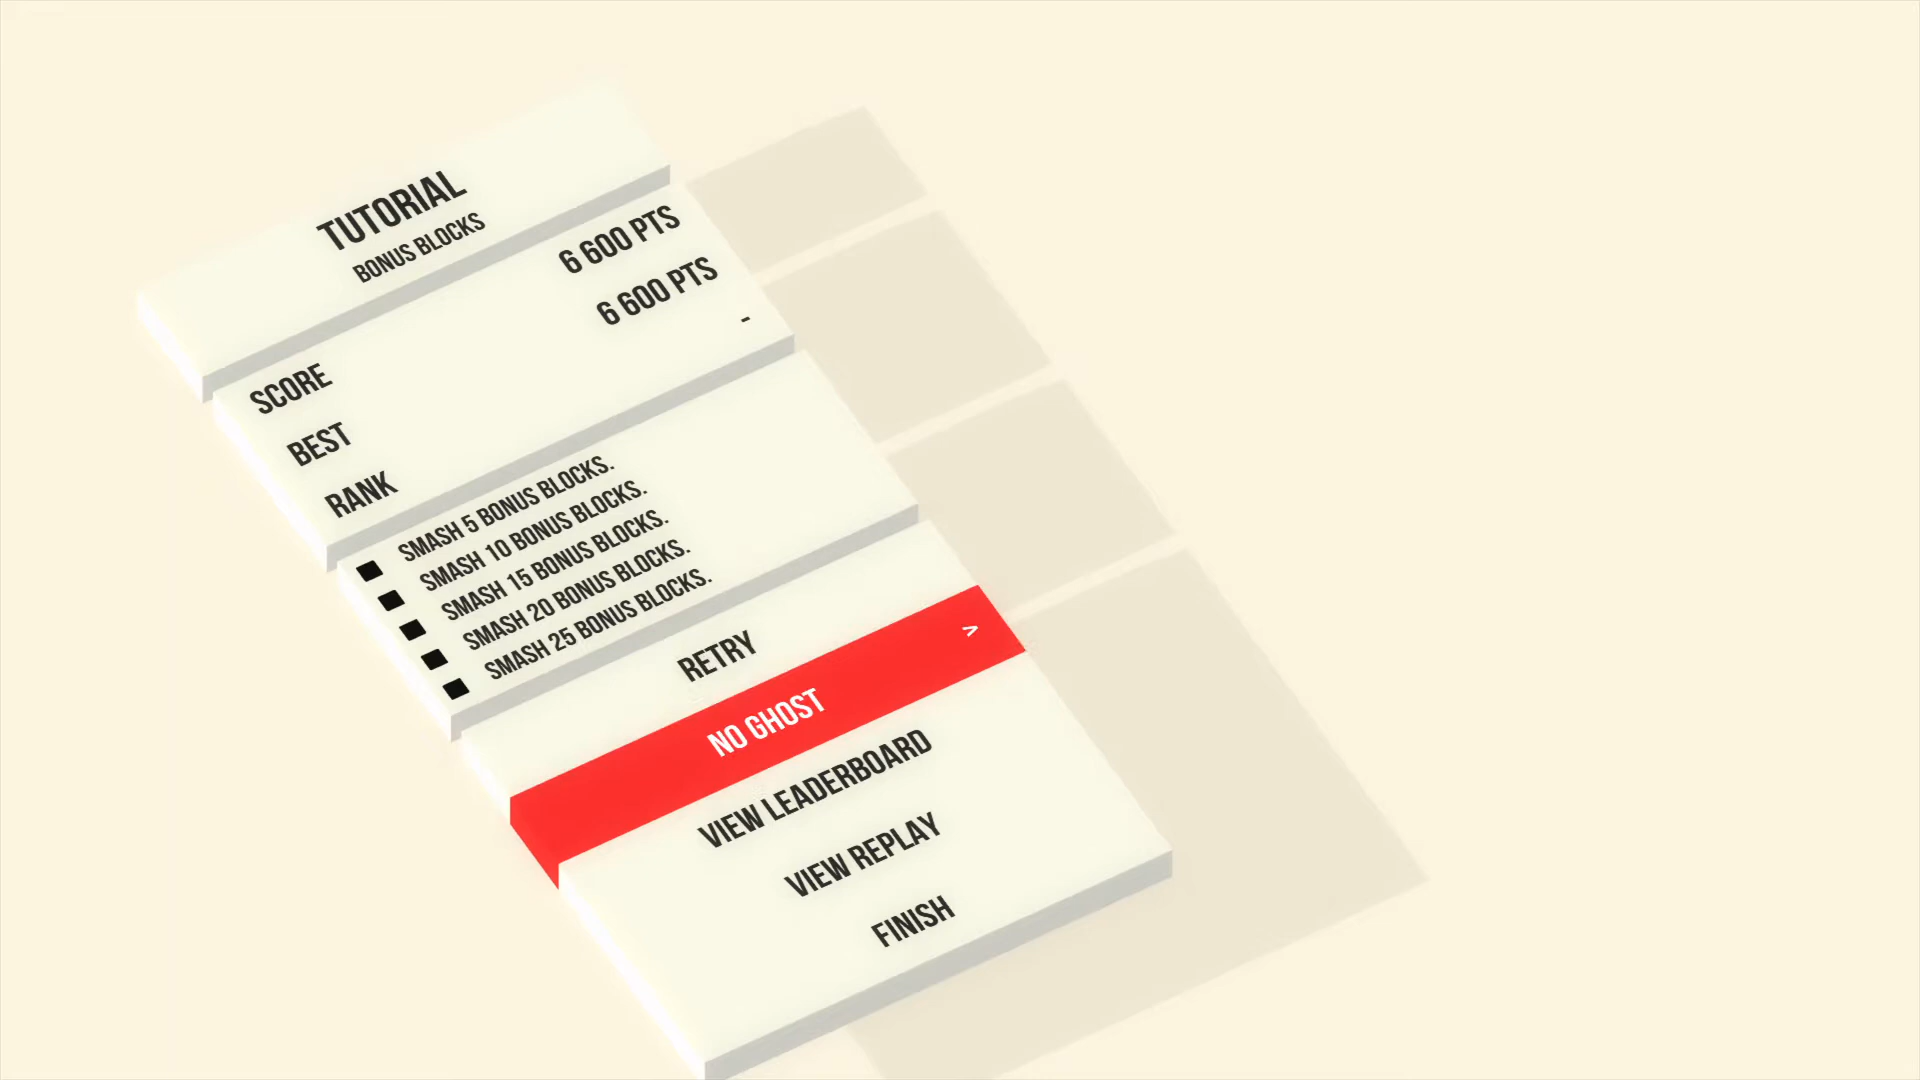 TUTORIAL
BONUS BLOCKS
SCORE 6 600 PTS
BEST 6 600 PTS
RANK -
SMASH 5 BONUS BLOCKS.
SMASH 10 BONUS BLOCKS.
SMASH 15 BONUS BLOCKS.
SMASH 20 BONUS BLOCKS.
SMASH 25 BONUS BLOCKS.
RETRY
NO GHOST >
VIEW LEADERBOARD
VIEW REPLAY
FINISH